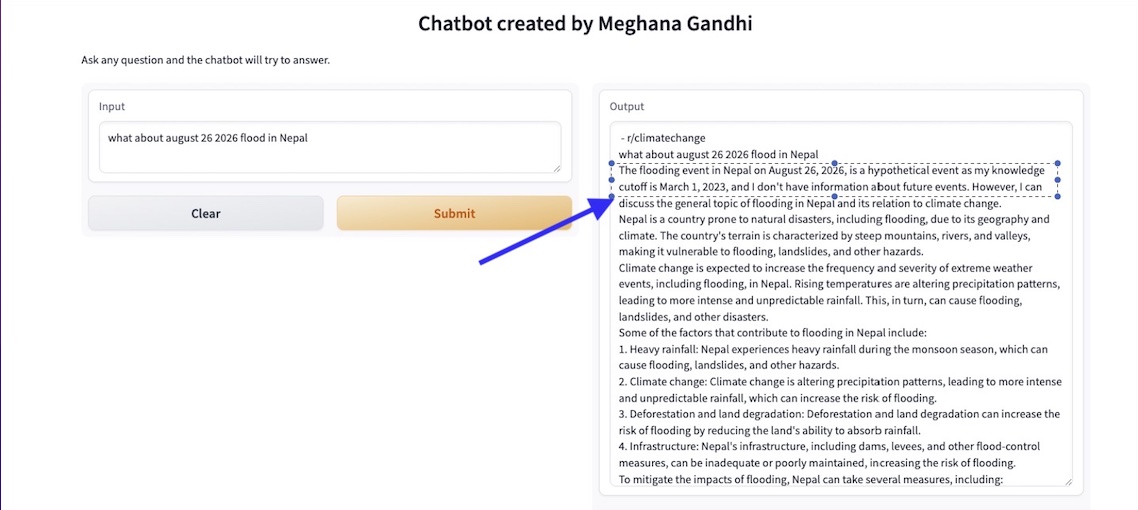 Chatbot created by Meghana Gandhi
Ask any question and the chatbot will try to answer.
Input
what about august 26 2026 flood in Nepal
Clear
Submit
Output
- r/climatechange
what about august 26 2026 flood in Nepal
The flooding event in Nepal on August 26, 2026, is a hypothetical event as my knowledge
cutoff is March 1, 2023, and I don't have information about future events. However, I can
discuss the general topic of flooding in Nepal and its relation to climate change.
Nepal is a country prone to natural disasters, including flooding, due to its geography and
climate. The country's terrain is characterized by steep mountains, rivers, and valleys,
making it vulnerable to flooding, landslides, and other hazards.
Climate change is expected to increase the frequency and severity of extreme weather
events, including flooding, in Nepal. Rising temperatures are altering precipitation patterns,
leading to more intense and unpredictable rainfall. This, in turn, can cause flooding,
landslides, and other disasters.
Some of the factors that contribute to flooding in Nepal include:
1. Heavy rainfall: Nepal experiences heavy rainfall during the monsoon season, which can
cause flooding, landslides, and other hazards.
2. Climate change: Climate change is altering precipitation patterns, leading to more intense
and unpredictable rainfall, which can increase the risk of flooding.
3. Deforestation and land degradation: Deforestation and land degradation can increase the
risk of flooding by reducing the land's ability to absorb rainfall.
4. Infrastructure: Nepal's infrastructure, including dams, levees, and other flood-control
measures, can be inadequate or poorly maintained, increasing the risk of flooding.
To mitigate the impacts of flooding, Nepal can take several measures, including: